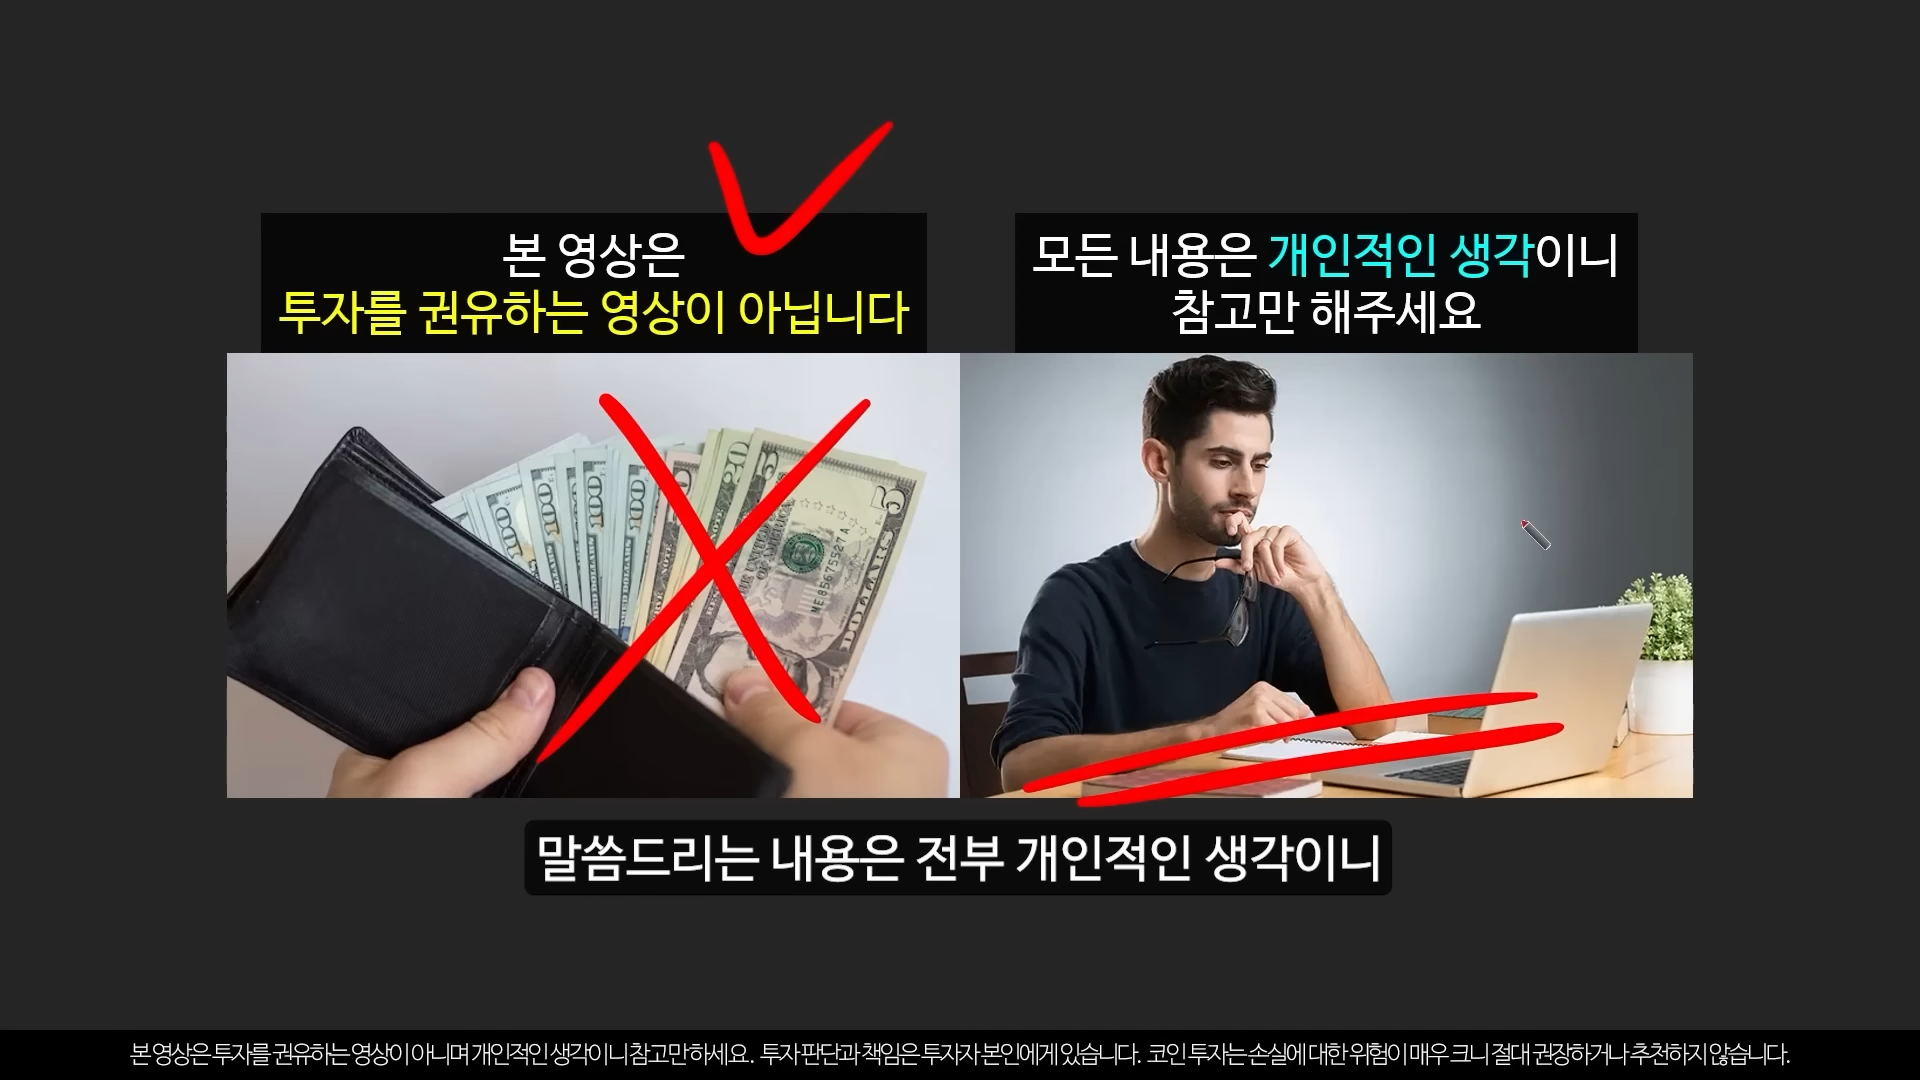 본 영상은
투자를 권유하는 영상이 아닙니다
모든 내용은 개인적인 생각이니
참고만 해주세요
말씀드리는 내용은 전부 개인적인 생각이니
본 영상은 투자를 권유하는 영상이 아니며 개인적인 생각이니 참고만 하세요. 투자 판단과 책임은 투자자 본인에게 있습니다. 코인 투자는 손실에 대한 위험이 매우 크니 절대 권장하거나 추천하지 않습니다.